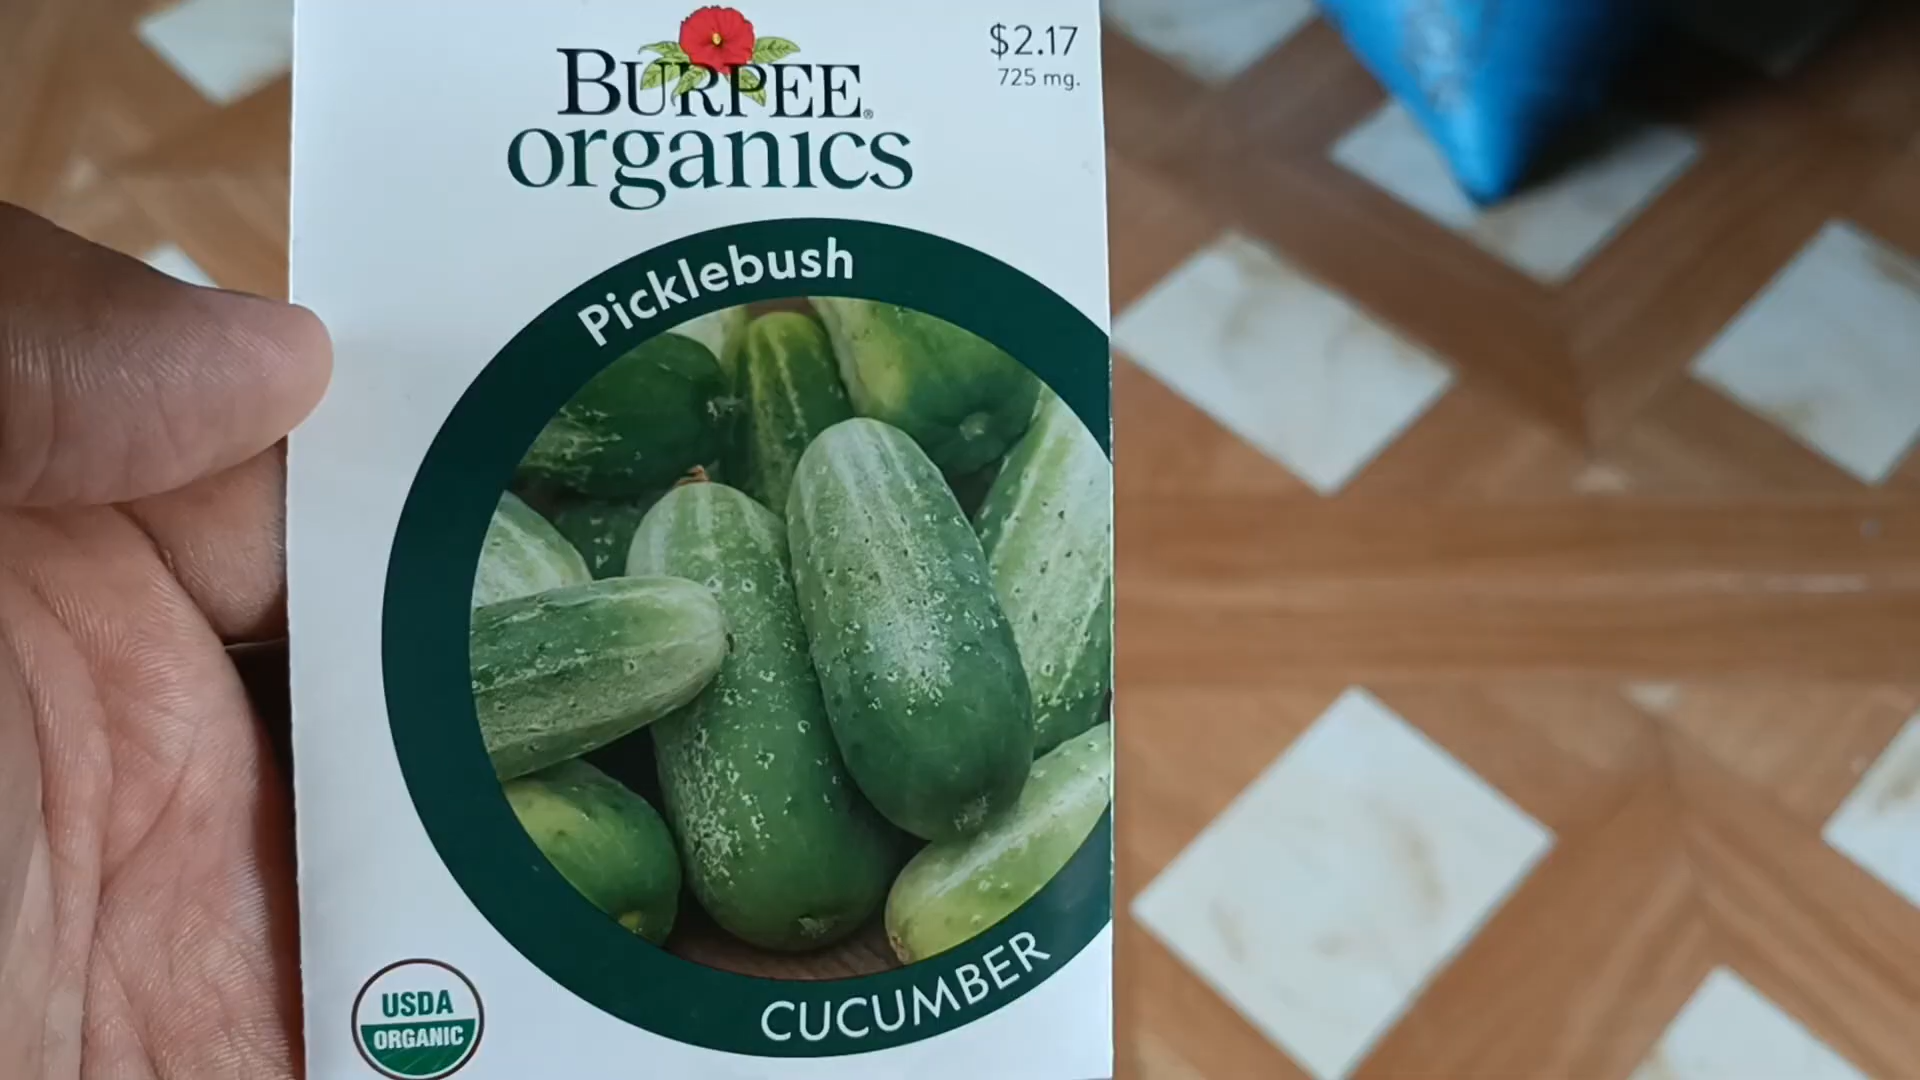 BURPEE®
organics
$2.17
725 mg.
Picklebush
CUCUMBER
USDA
ORGANIC